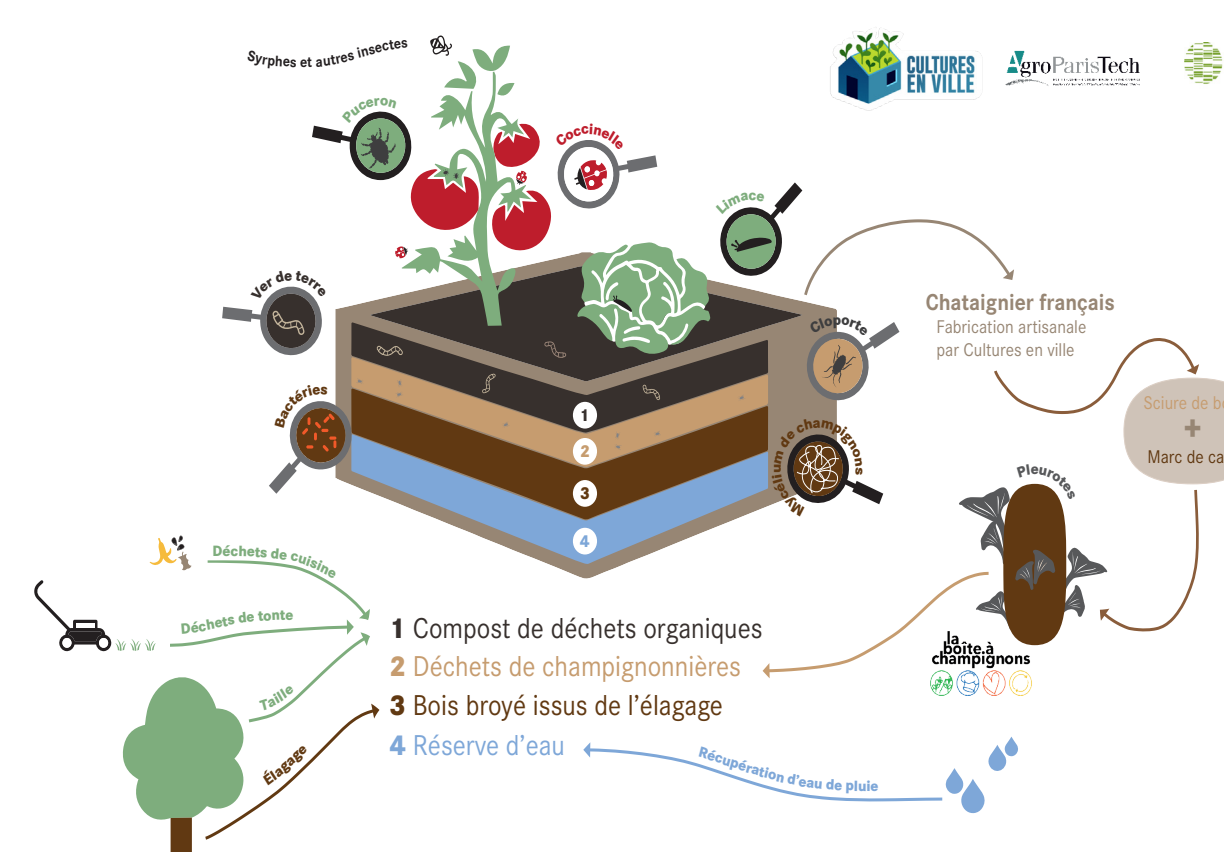 Syrphes et autres insectes
CULTURES
EN VILLE
AgroParisTech
Puceron
Coccinelle
Limace
Ver de terre
Chataignier français
Fabrication artisanale
par Cultures en ville
Cloporte
Bactéries
Mycélium de champignons
1
2
3
4
Sciure de
+
Marc de
Pleurotes
Déchets de cuisine
Déchets de tonte
Taille
Élagage
1 Compost de déchets organiques
2 Déchets de champignonnières
3 Bois broyé issus de l'élagage
4 Réserve d'eau
la
boîte à
champignons
Récupération d'eau de pluie